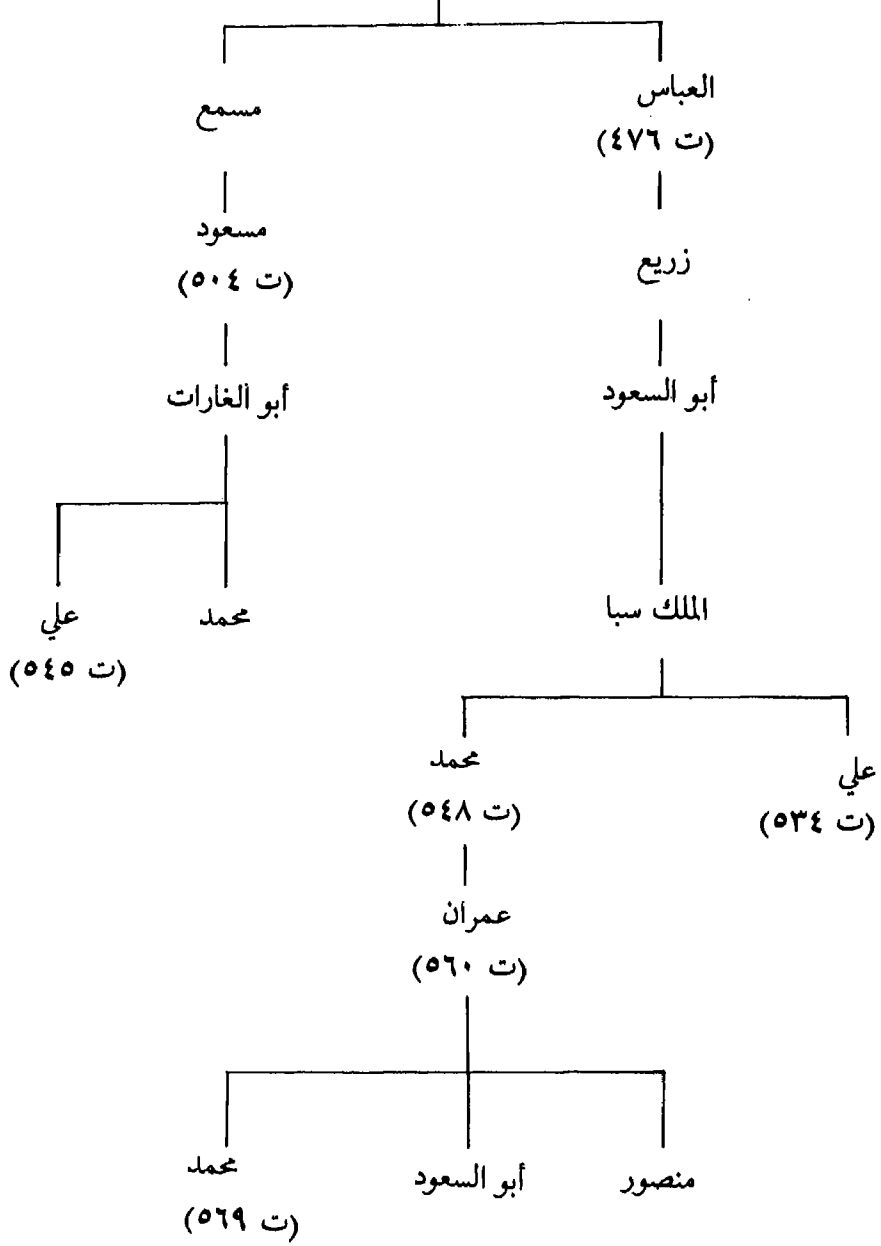 العباس
(ت ٤٧٦)
مسمع
زريع
مسعود
(ت ٥٠٤)
أبو السعود
أبو الغارات
الملك سبا
محمد
علي
(ت ٥٤٥)
علي
(ت ٥٣٤)
محمد
(ت ٥٤٨)
عمران
(ت ٥٦٠)
منصور
أبو السعود
محمد
(ت ٥٦٩)